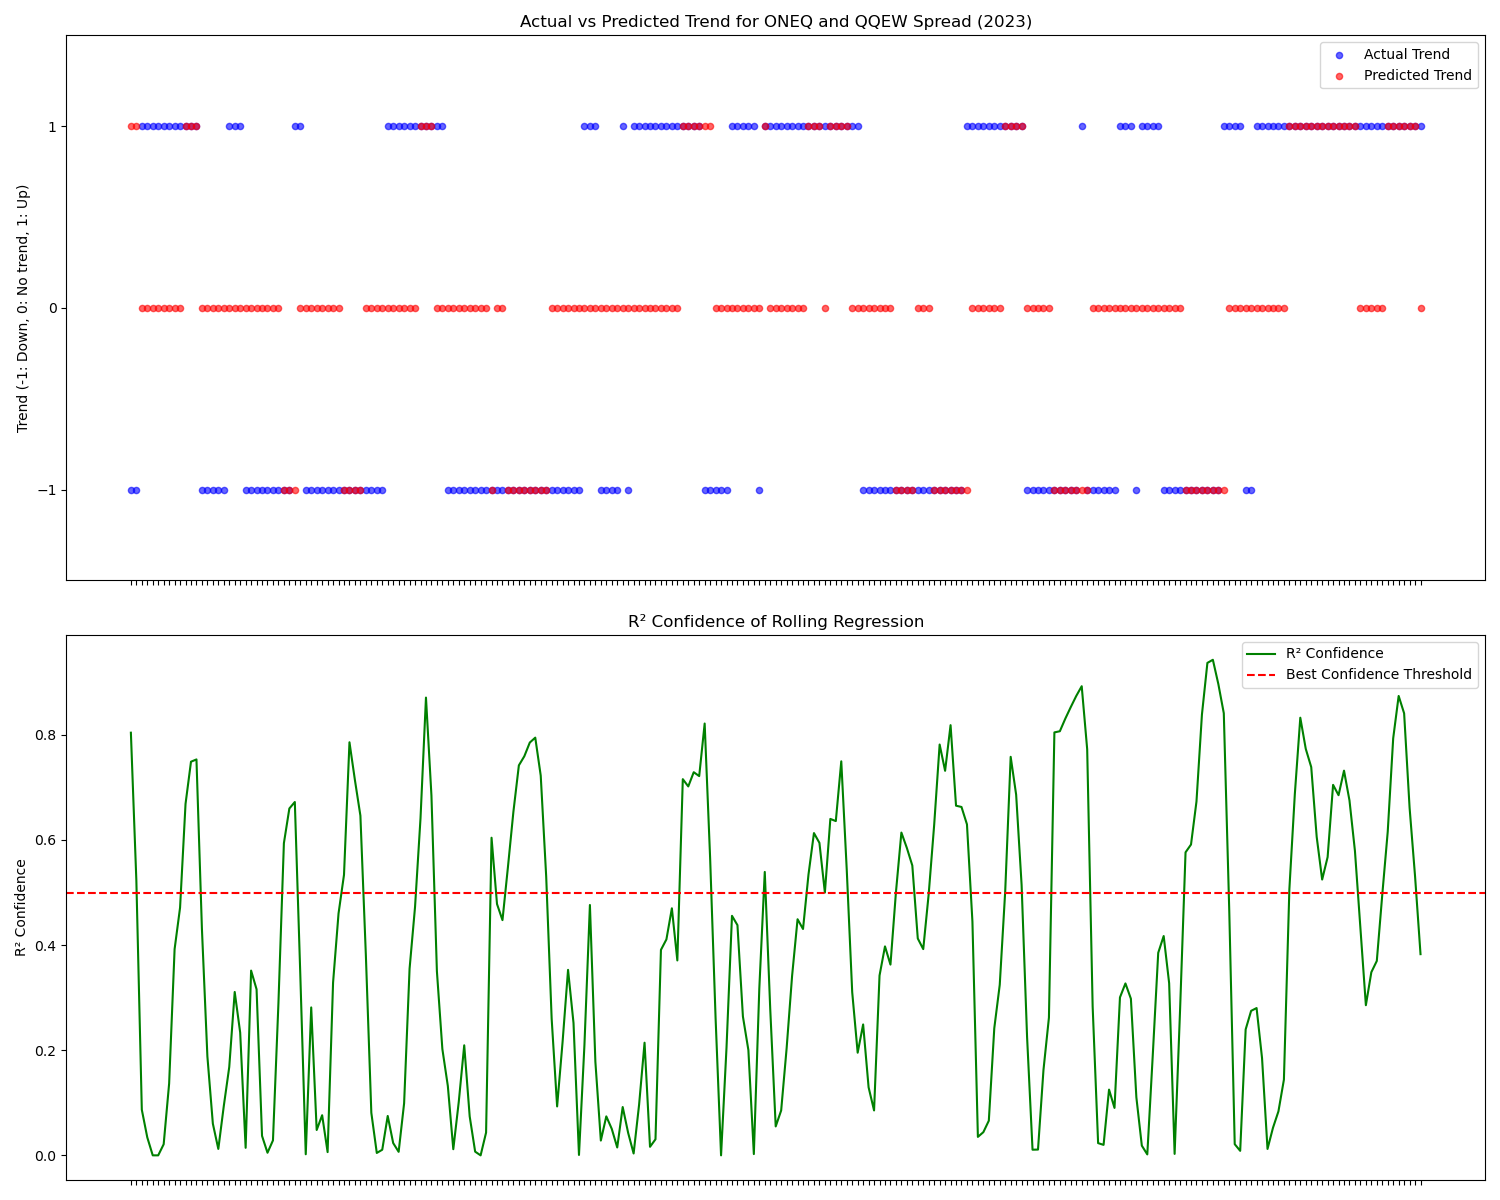 Actual vs Predicted Trend for ONEQ and QQEW Spread (2023)
Actual Trend
Predicted Trend
1
0
−1
Trend (-1: Down, 0: No trend, 1: Up)
R² Confidence of Rolling Regression
R² Confidence
Best Confidence Threshold
0.8
0.6
0.4
0.2
0.0
R² Confidence